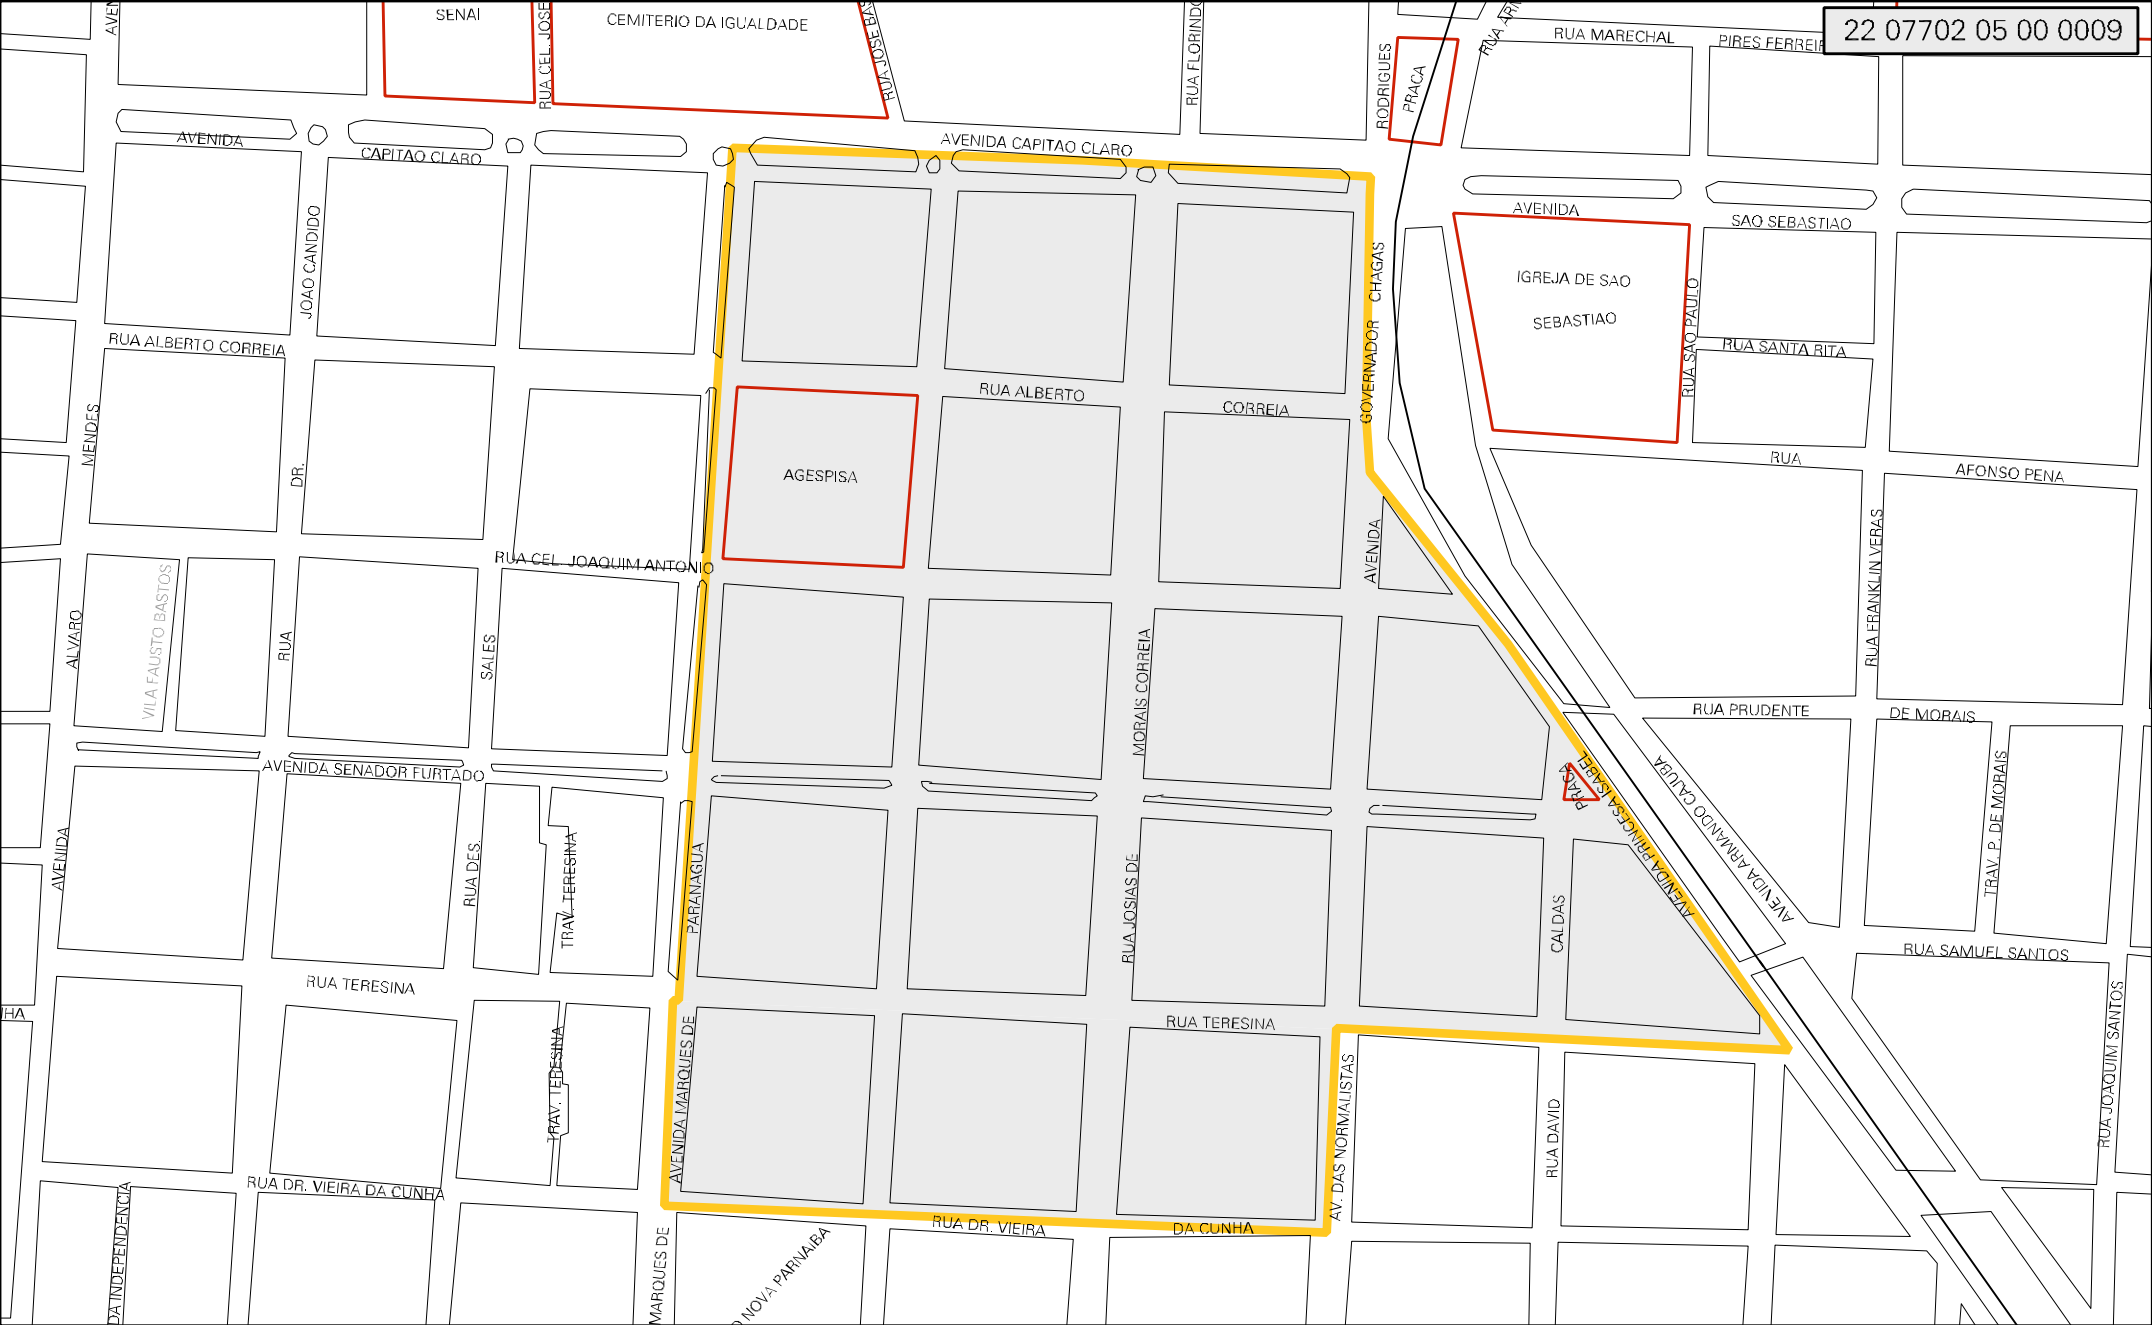 SENAI
CEMITERIO DA IGUALDADE
RUA CEL. JOSE
RUA FLORINDO
RODRIGUES
PRACA
RUA MARECHAL
PIRES
22 07702 05 00 0009
AVENIDA
CAPITAO CLARO
AVENIDA CAPITAO CLARO
AVENIDA
SAO SEBASTIAO
JOAO CANDIDO
GOVERNADOR CHAGAS
IGREJA DE SAO
SEBASTIAO
RUA SAO PAULO
RUA ALBERTO CORREIA
RUA SANTA RITA
RUA ALBERTO
CORREIA
MENDES
DR.
AGESPISA
RUA
AFONSO PENA
RUA CEL. JOAQUIM ANTONIO
AVENIDA
RUA FRANKLIN VERAS
VILA FAUSTO BASTOS
ALVARO
RUA
SALES
MORAIS CORREIA
RUA PRUDENTE
DE MORAIS
AVENIDA SENADOR FURTADO
PRACA
AVENIDA PRINCESA ISABEL
AVENIDA ARMANDO CAJUBA
TRAV. P. DE MORAIS
AVENIDA
RUA DES.
TRAV. TERESINA
PARANAGUA
RUA JOSIAS DE
CALDAS
RUA SAMUEL SANTOS
RUA TERESINA
RUA TERESINA
TRAV. TERESINA
AVENIDA MARQUES DE
AV. DAS NORMALISTAS
RUA DAVID
RUA JOAQUIM SANTOS
RUA DR. VIEIRA DA CUNHA
RUA DR. VIEIRA
DA CUNHA
DA INDEPENDENCIA
MARQUES DE
NOVA PARNAIBA